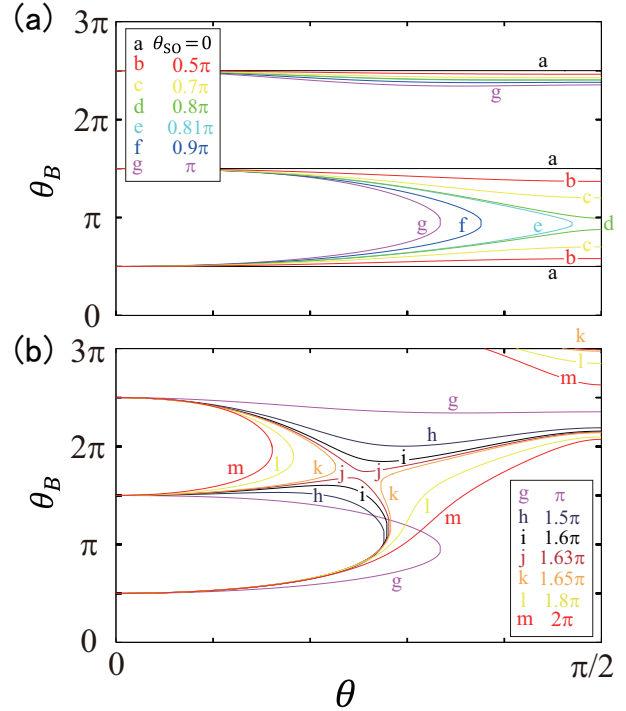 (a)
3π
a θSO=0
b 0.5π
c 0.7π
d 0.8π
e 0.81π
f 0.9π
g π
a
g
2π
θB
a
b
c
π
g
f
e
d
c
b
a
0
(b)
3π
k
l
m
g
h
i
2π
θB
m
l
k
j
j
k
h
i
l
m
π
g
g π
h 1.5π
i 1.6π
j 1.63π
k 1.65π
l 1.8π
m 2π
0
0
θ
π/2